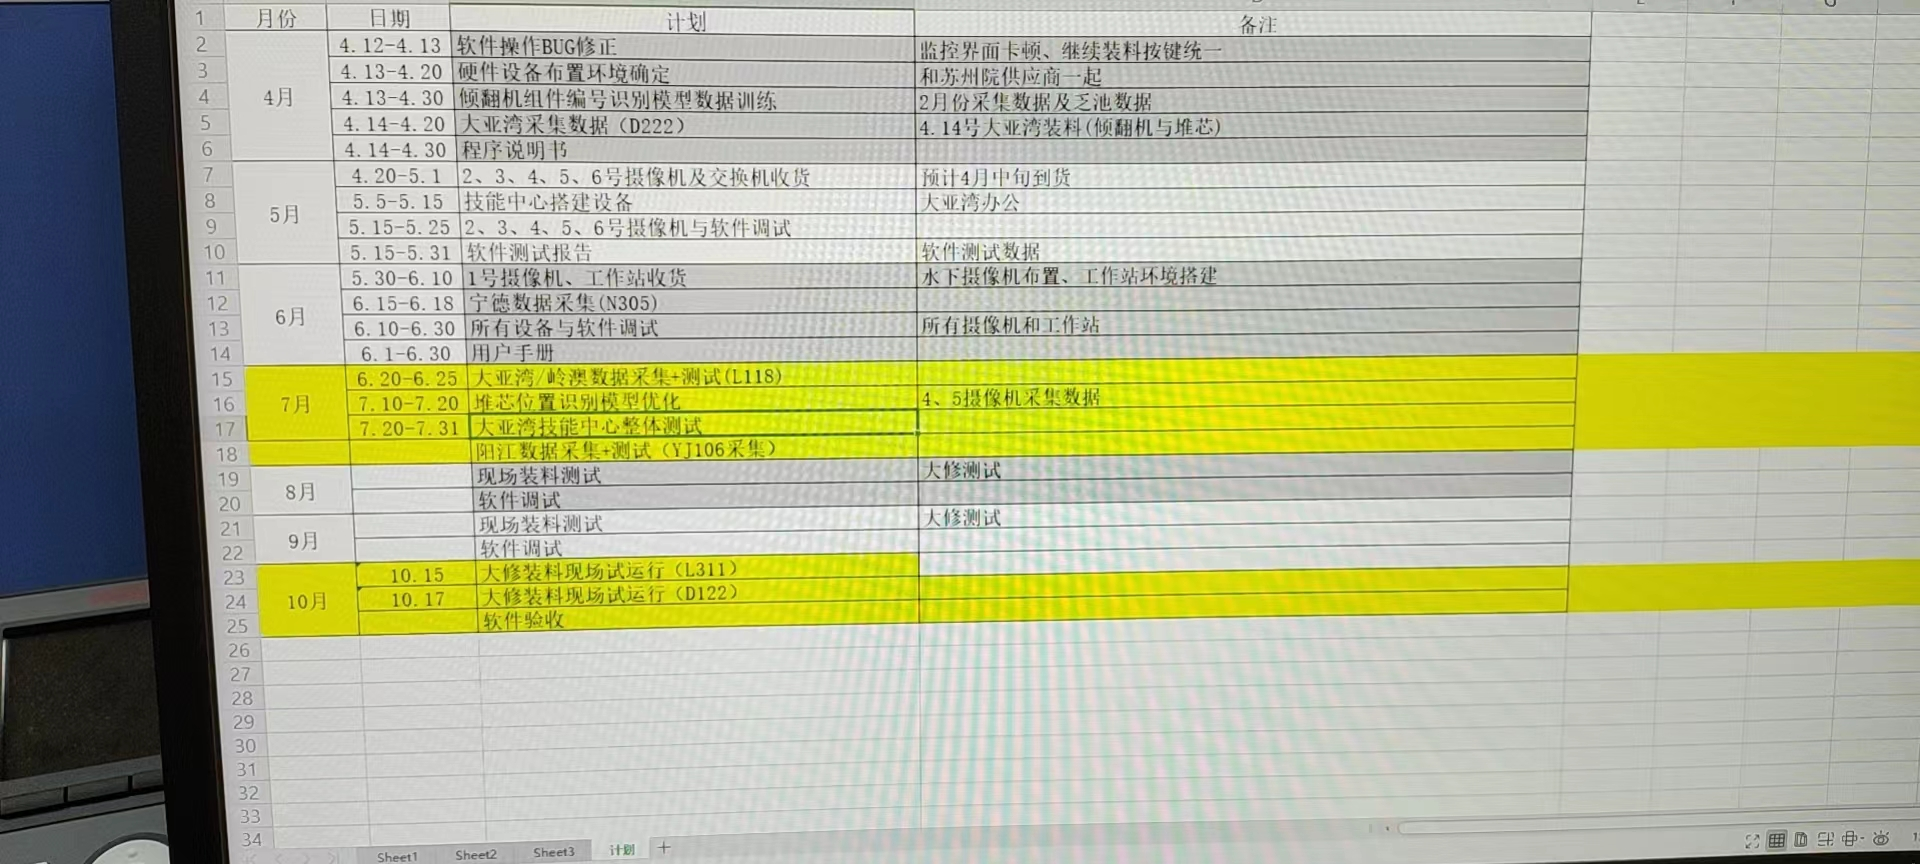 1 月份 日期 计划 备注
2 4.12-4.13 软件操作BUG修正 监控界面卡顿、继续装料按键统一
3 4.13-4.20 硬件设备布置环境确定 和苏州院供应商一起
4 4月 4.13-4.30 倾翻机组件编号识别模型数据训练 2月份采集数据及乏池数据
5 4.14-4.20 大亚湾采集数据（D222） 4.14号大亚湾装料(倾翻机与堆芯)
6 4.14-4.30 程序说明书
7 4.20-5.1 2、3、4、5、6号摄像机及交换机收货 预计4月中旬到货
8 5月 5.5-5.15 技能中心搭建设备 大亚湾办公
9 5.15-5.25 2、3、4、5、6号摄像机与软件调试
10 5.15-5.31 软件测试报告 软件测试数据
11 5.30-6.10 1号摄像机、工作站收货 水下摄像机布置、工作站环境搭建
12 6月 6.15-6.18 宁德数据采集(N305)
13 6.10-6.30 所有设备与软件调试 所有摄像机和工作站
14 6.1-6.30 用户手册
15 6.20-6.25 大亚湾/岭澳数据采集+测试(L118)
16 7月 7.10-7.20 堆芯位置识别模型优化 4、5摄像机采集数据
17 7.20-7.31 大亚湾技能中心整体测试
18 阳江数据采集+测试（YJ106采集）
19 8月 现场装料测试 大修测试
20 软件调试
21 9月 现场装料测试 大修测试
22 软件调试
23 10.15 大修装料现场试运行（L311）
24 10月 10.17 大修装料现场试运行（D122）
25 软件验收
26
27
28
29
30
31
32
33
34
Sheet1 Sheet2 Sheet3 计划 +